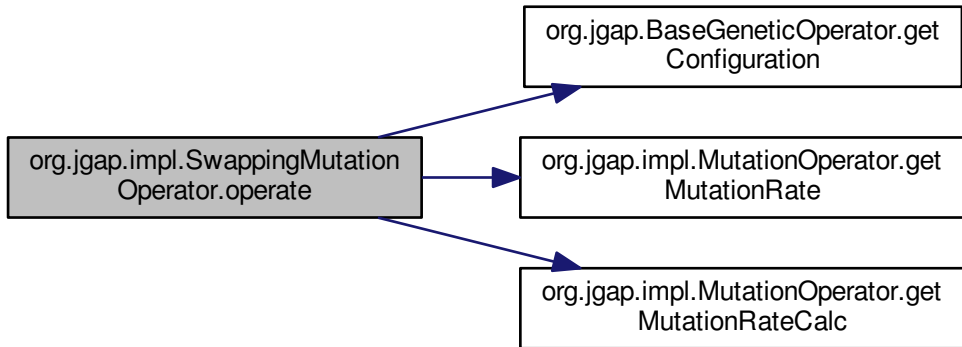 org.jgap.BaseGeneticOperator.get
Configuration
org.jgap.impl.SwappingMutation
Operator.operate
org.jgap.impl.MutationOperator.get
MutationRate
org.jgap.impl.MutationOperator.get
MutationRateCalc